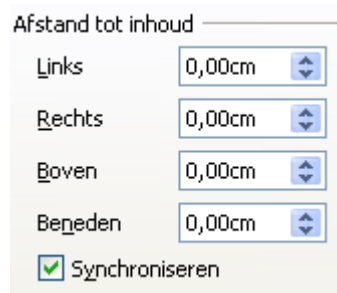 Afstand tot inhoud
Links 0,00cm
Rechts 0,00cm
Boven 0,00cm
Beneden 0,00cm
Synchroniseren